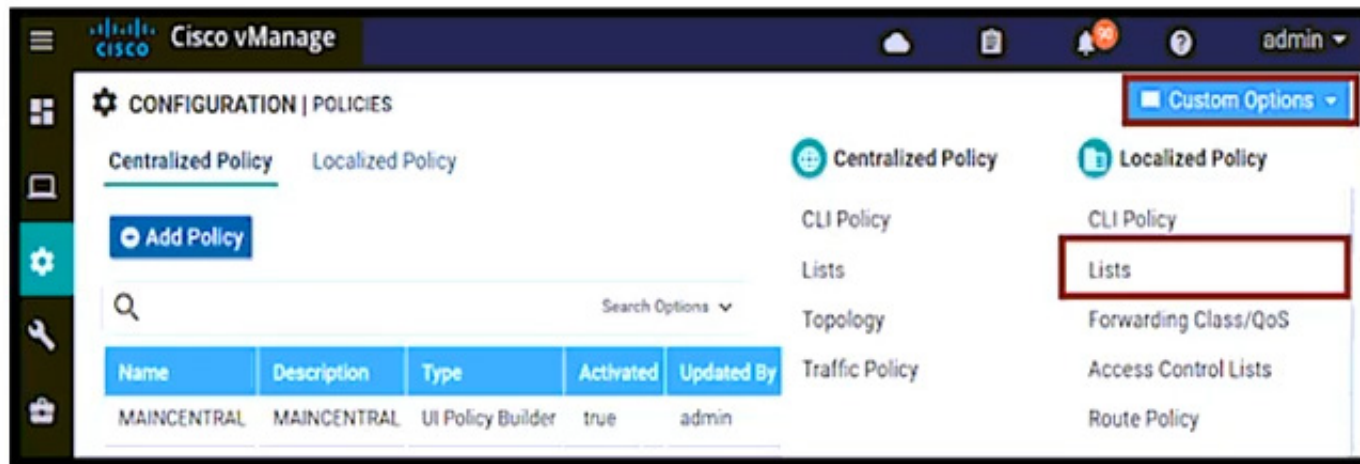 CISCO Cisco vManage 90 admin
CONFIGURATION | POLICIES Custom Options
Centralized Policy Localized Policy Centralized Policy Localized Policy
CLI Policy CLI Policy
Add Policy
Lists Lists
Search Options Topology Forwarding Class/QoS
Name Description Type Activated Updated By Traffic Policy Access Control Lists
MAINCENTRAL MAINCENTRAL UI Policy Builder true admin Route Policy